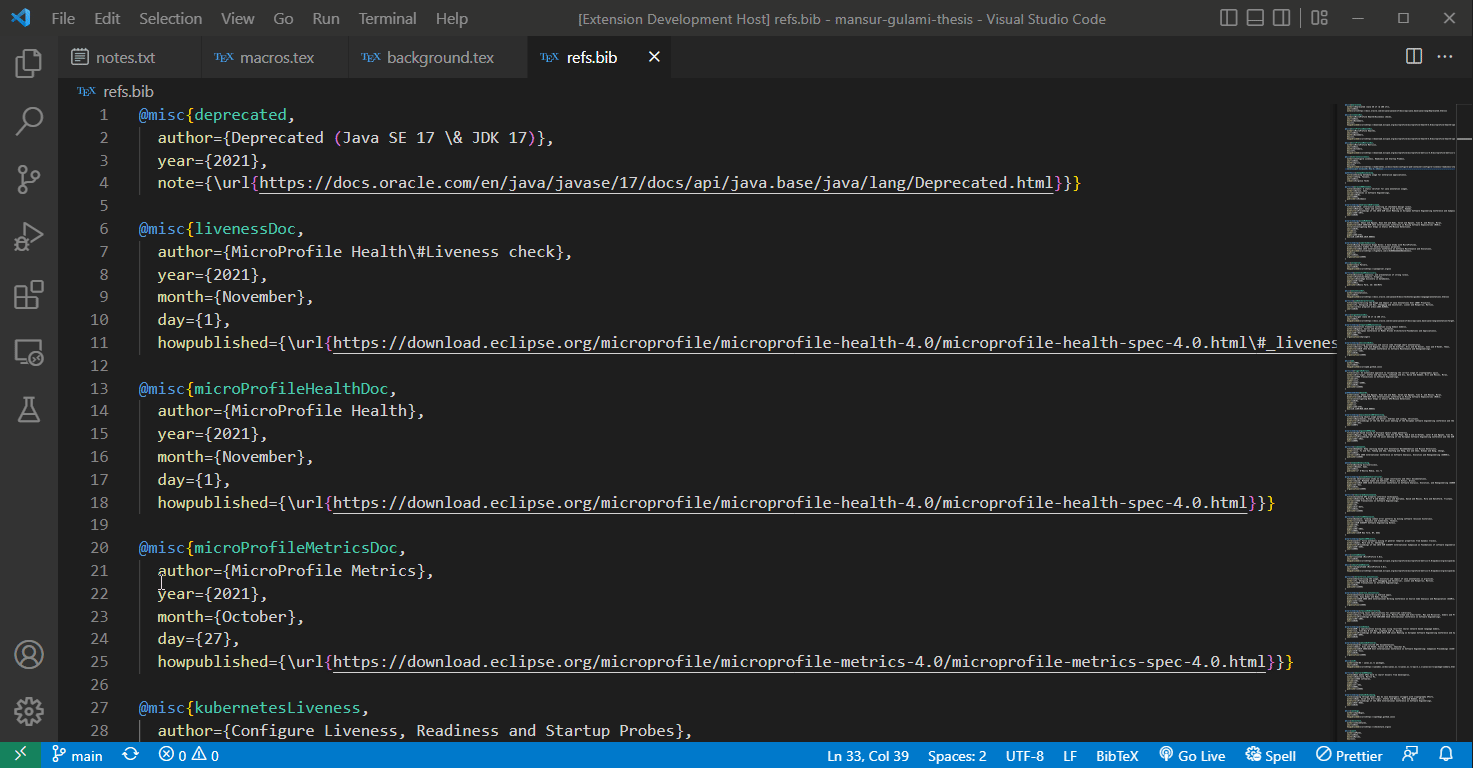 File Edit Selection View Go Run Terminal Help [Extension Development Host] refs.bib - mansur-gulami-thesis - Visual Studio Code
notes.txt TEX macros.tex TEX background.tex TEX refs.bib
TEX refs.bib
1 @misc{deprecated,
2 author={Deprecated (Java SE 17 \& JDK 17)},
3 year={2021},
4 note={\url{https://docs.oracle.com/en/java/javase/17/docs/api/java.base/java/lang/Deprecated.html}}}
5
6 @misc{livenessDoc,
7 author={MicroProfile Health\#Liveness check},
8 year={2021},
9 month={November},
10 day={1},
11 howpublished={\url{https://download.eclipse.org/microprofile/microprofile-health-4.0/microprofile-health-spec-4.0.html\#_livenes
12
13 @misc{microProfileHealthDoc,
14 author={MicroProfile Health},
15 year={2021},
16 month={November},
17 day={1},
18 howpublished={\url{https://download.eclipse.org/microprofile/microprofile-health-4.0/microprofile-health-spec-4.0.html}}}
19
20 @misc{microProfileMetricsDoc,
21 author={MicroProfile Metrics},
22 year={2021},
23 month={October},
24 day={27},
25 howpublished={\url{https://download.eclipse.org/microprofile/microprofile-metrics-4.0/microprofile-metrics-spec-4.0.html}}}
26
27 @misc{kubernetesLiveness,
28 author={Configure Liveness, Readiness and Startup Probes},
main 0 0 Ln 33, Col 39 Spaces: 2 UTF-8 LF BibTeX Go Live Spell Prettier